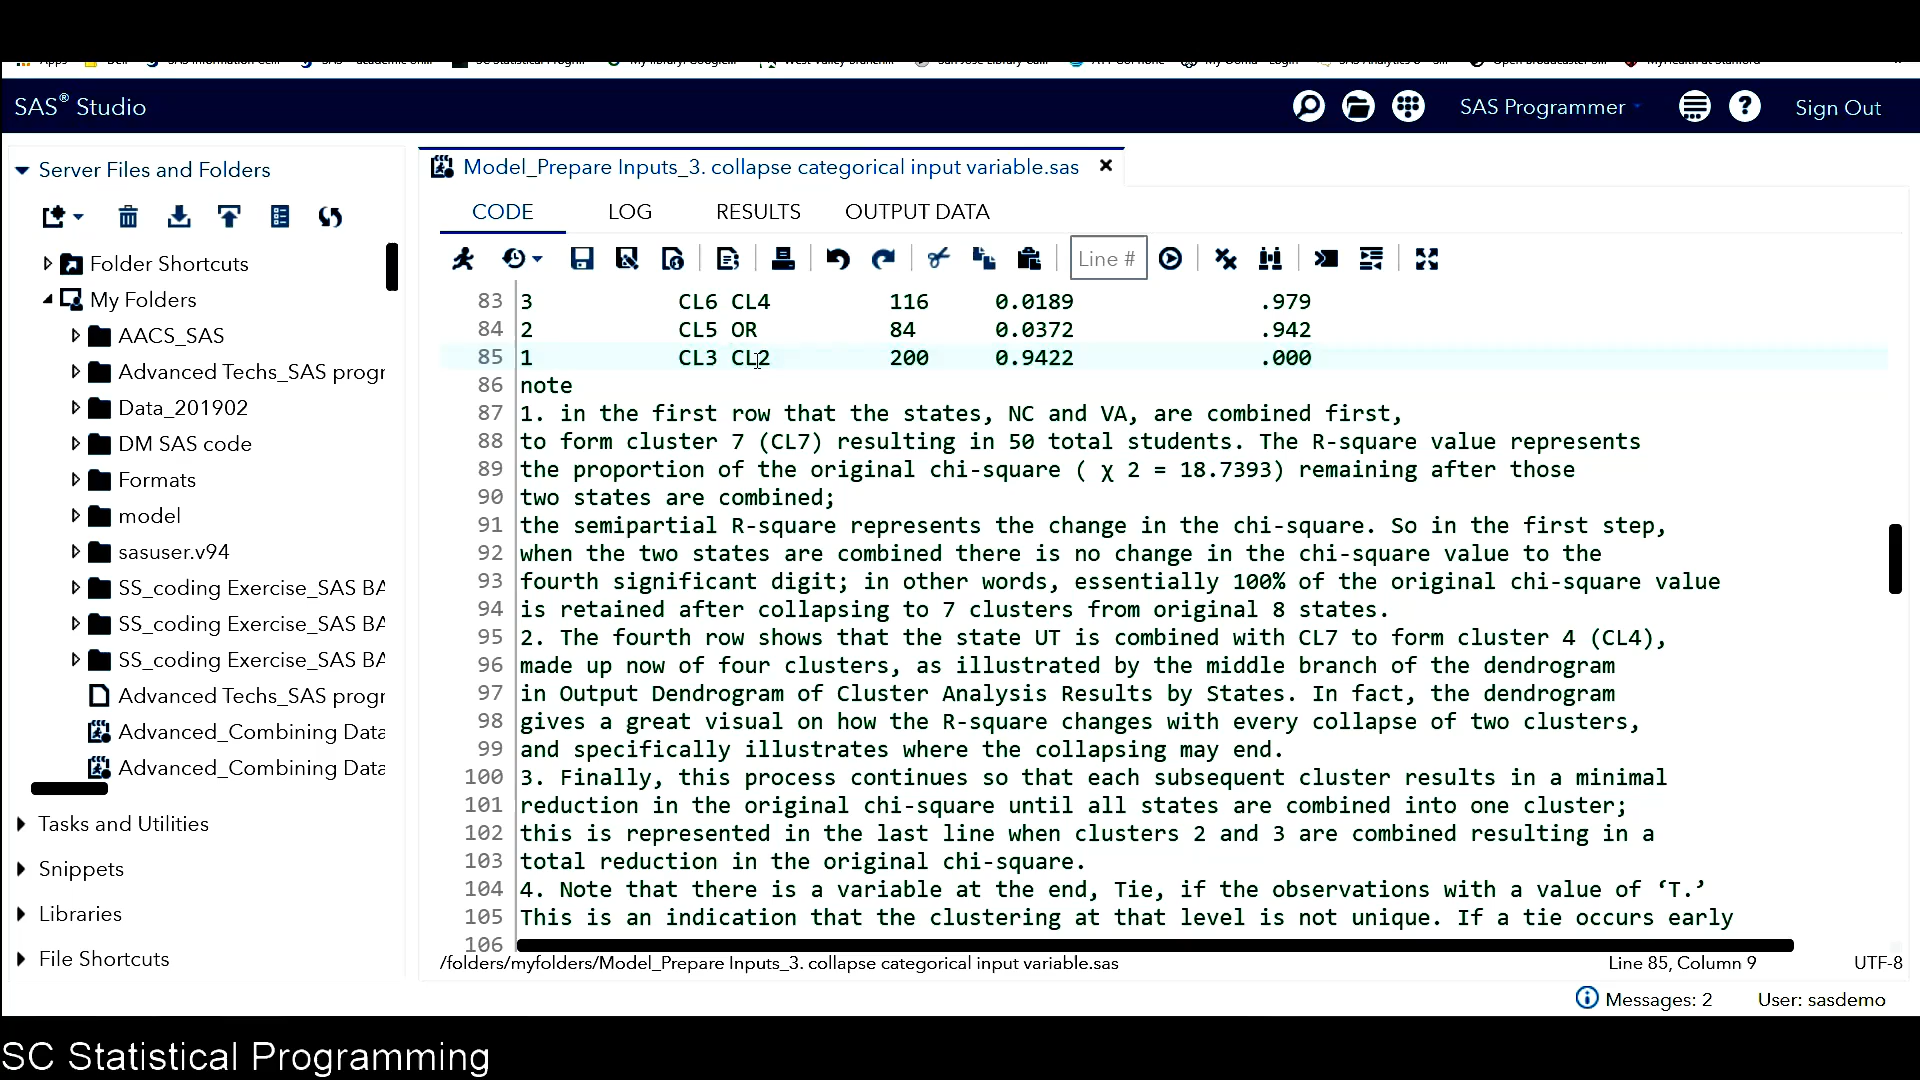 SAS® Studio
SAS Programmer
Sign Out
Server Files and Folders
Model_Prepare Inputs_3. collapse categorical input variable.sas
CODE LOG RESULTS OUTPUT DATA
Line #
Folder Shortcuts
My Folders
AACS_SAS
Advanced Techs_SAS progr
Data_201902
DM SAS code
Formats
model
sasuser.v94
SS_coding Exercise_SAS BA
SS_coding Exercise_SAS BA
SS_coding Exercise_SAS BA
Advanced Techs_SAS progr
Advanced_Combining Data
Advanced_Combining Data
Tasks and Utilities
Snippets
Libraries
File Shortcuts
83 3 CL6 CL4 116 0.0189 .979
84 2 CL5 OR 84 0.0372 .942
85 1 CL3 CL2 200 0.9422 .000
86 note
87 1. in the first row that the states, NC and VA, are combined first,
88 to form cluster 7 (CL7) resulting in 50 total students. The R-square value represents
89 the proportion of the original chi-square ( χ 2 = 18.7393) remaining after those
90 two states are combined;
91 the semipartial R-square represents the change in the chi-square. So in the first step,
92 when the two states are combined there is no change in the chi-square value to the
93 fourth significant digit; in other words, essentially 100% of the original chi-square value
94 is retained after collapsing to 7 clusters from original 8 states.
95 2. The fourth row shows that the state UT is combined with CL7 to form cluster 4 (CL4),
96 made up now of four clusters, as illustrated by the middle branch of the dendrogram
97 in Output Dendrogram of Cluster Analysis Results by States. In fact, the dendrogram
98 gives a great visual on how the R-square changes with every collapse of two clusters,
99 and specifically illustrates where the collapsing may end.
100 3. Finally, this process continues so that each subsequent cluster results in a minimal
101 reduction in the original chi-square until all states are combined into one cluster;
102 this is represented in the last line when clusters 2 and 3 are combined resulting in a
103 total reduction in the original chi-square.
104 4. Note that there is a variable at the end, Tie, if the observations with a value of ‘T.’
105 This is an indication that the clustering at that level is not unique. If a tie occurs early
106
/folders/myfolders/Model_Prepare Inputs_3. collapse categorical input variable.sas
Line 85, Column 9
UTF-8
Messages: 2
User: sasdemo
SC Statistical Programming